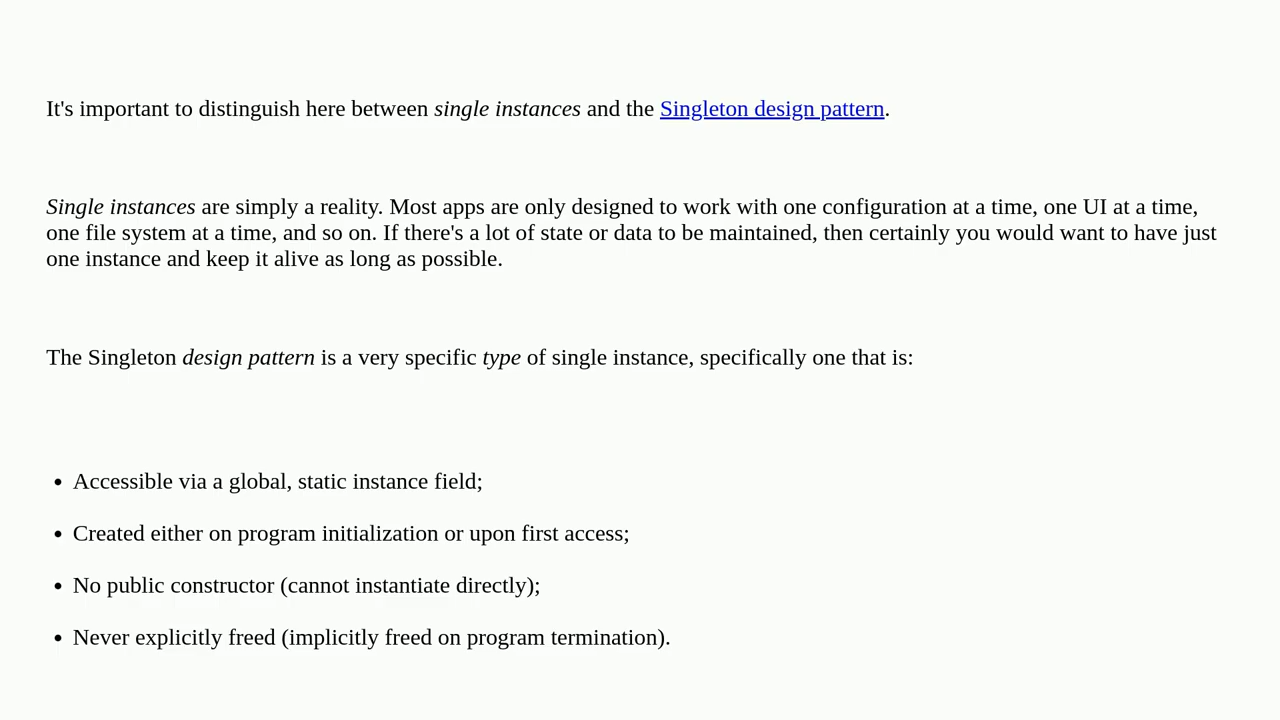 It's important to distinguish here between single instances and the Singleton design pattern.
Single instances are simply a reality. Most apps are only designed to work with one configuration at a time, one UI at a time,
one file system at a time, and so on. If there's a lot of state or data to be maintained, then certainly you would want to have just
one instance and keep it alive as long as possible.
The Singleton design pattern is a very specific type of single instance, specifically one that is:
• Accessible via a global, static instance field;
• Created either on program initialization or upon first access;
• No public constructor (cannot instantiate directly);
• Never explicitly freed (implicitly freed on program termination).